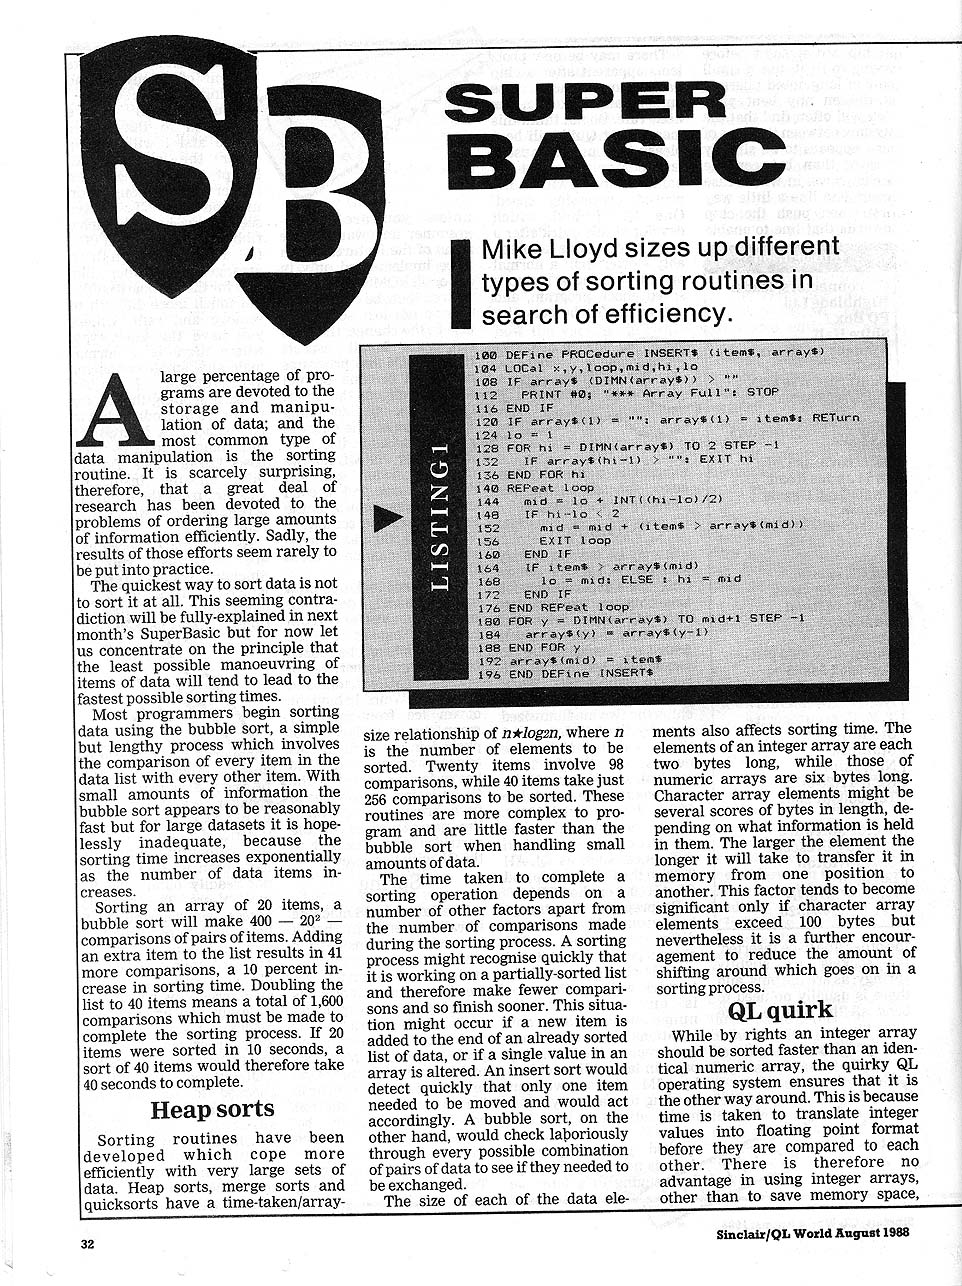 SB
SUPER
BASIC
Mike Lloyd sizes up different
types of sorting routines in
search of efficiency.
LISTING 1
100 DEFine PROCedure INSERT$ (item$, array$)
104 LOCal x,y,loop,mid,hi,lo
108 IF array$ (DIMN(array$)) > ""
112 PRINT #0; "*** Array Full": STOP
116 END IF
120 IF array$(1) = "": array$(1) = item$: RETurn
124 lo = 1
128 FOR hi = DIMN(array$) TO 2 STEP -1
132 IF array$(hi-1) > "": EXIT hi
136 END FOR hi
140 REPeat loop
144 mid = lo + INT((hi-lo)/2)
148 IF hi-lo < 2
152 mid = mid + (item$ > array$(mid))
156 EXIT loop
160 END IF
164 IF item$ > array$(mid)
168 lo = mid: ELSE : hi = mid
172 END IF
176 END REPeat loop
180 FOR y = DIMN(array$) TO mid+1 STEP -1
184 array$(y) = array$(y-1)
188 END FOR y
192 array$(mid) = item$
196 END DEFine INSERT$
A large percentage of pro-
grams are devoted to the
storage and manipu-
lation of data; and the
most common type of
data manipulation is the sorting
routine. It is scarcely surprising,
therefore, that a great deal of
research has been devoted to the
problems of ordering large amounts
of information efficiently. Sadly, the
results of those efforts seem rarely to
be put into practice.
The quickest way to sort data is not
to sort it at all. This seeming contra-
diction will be fully-explained in next
month's SuperBasic but for now let
us concentrate on the principle that
the least possible manoeuvring of
items of data will tend to lead to the
fastest possible sorting times.
Most programmers begin sorting
data using the bubble sort, a simple
but lengthy process which involves
the comparison of every item in the
data list with every other item. With
small amounts of information the
bubble sort appears to be reasonably
fast but for large datasets it is hope-
lessly inadequate, because the
sorting time increases exponentially
as the number of data items in-
creases.
Sorting an array of 20 items, a
bubble sort will make 400 — 20² —
comparisons of pairs of items. Adding
an extra item to the list results in 41
more comparisons, a 10 percent in-
crease in sorting time. Doubling the
list to 40 items means a total of 1,600
comparisons which must be made to
complete the sorting process. If 20
items were sorted in 10 seconds, a
sort of 40 items would therefore take
40 seconds to complete.
Heap sorts
Sorting routines have been
developed which cope more
efficiently with very large sets of
data. Heap sorts, merge sorts and
quicksorts have a time-taken/array-
size relationship of n★log2n, where n
is the number of elements to be
sorted. Twenty items involve 98
comparisons, while 40 items take just
256 comparisons to be sorted. These
routines are more complex to pro-
gram and are little faster than the
bubble sort when handling small
amounts of data.
The time taken to complete a
sorting operation depends on a
number of other factors apart from
the number of comparisons made
during the sorting process. A sorting
process might recognise quickly that
it is working on a partially-sorted list
and therefore make fewer compari-
sons and so finish sooner. This situa-
tion might occur if a new item is
added to the end of an already sorted
list of data, or if a single value in an
array is altered. An insert sort would
detect quickly that only one item
needed to be moved and would act
accordingly. A bubble sort, on the
other hand, would check laboriously
through every possible combination
of pairs of data to see if they needed to
be exchanged.
The size of each of the data ele-
ments also affects sorting time. The
elements of an integer array are each
two bytes long, while those of
numeric arrays are six bytes long.
Character array elements might be
several scores of bytes in length, de-
pending on what information is held
in them. The larger the element the
longer it will take to transfer it in
memory from one position to
another. This factor tends to become
significant only if character array
elements exceed 100 bytes but
nevertheless it is a further encour-
agement to reduce the amount of
shifting around which goes on in a
sorting process.
QL quirk
While by rights an integer array
should be sorted faster than an iden-
tical numeric array, the quirky QL
operating system ensures that it is
the other way around. This is because
time is taken to translate integer
values into floating point format
before they are compared to each
other. There is therefore no
advantage in using integer arrays,
other than to save memory space,
32
Sinclair/QL World August 1988